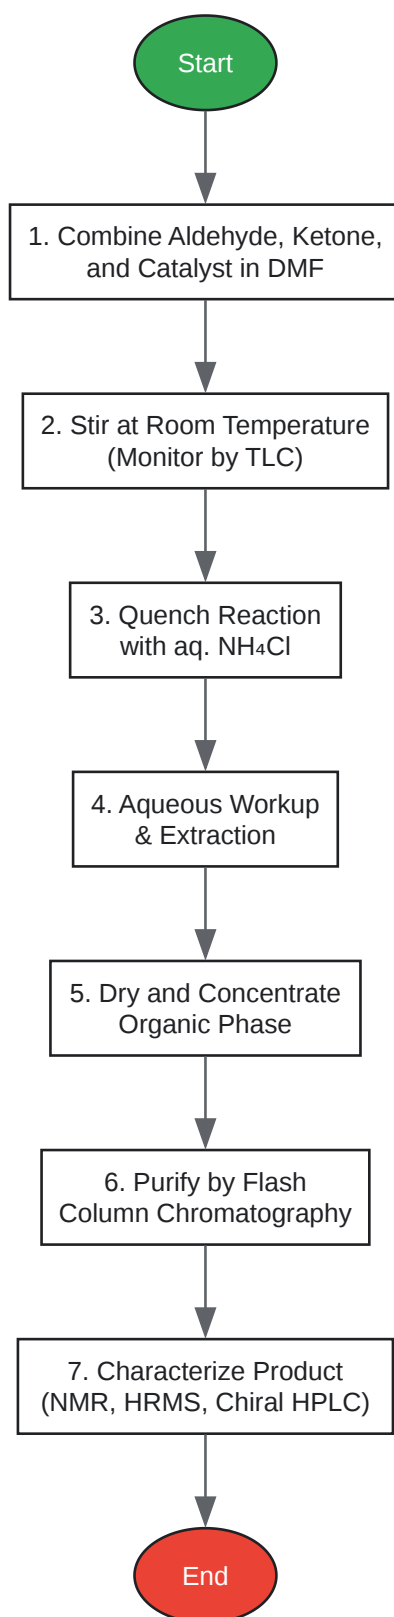 Start
1. Combine Aldehyde, Ketone,
and Catalyst in DMF
2. Stir at Room Temperature
(Monitor by TLC)
3. Quench Reaction
with aq. NH₄Cl
4. Aqueous Workup
& Extraction
5. Dry and Concentrate
Organic Phase
6. Purify by Flash
Column Chromatography
7. Characterize Product
(NMR, HRMS, Chiral HPLC)
End